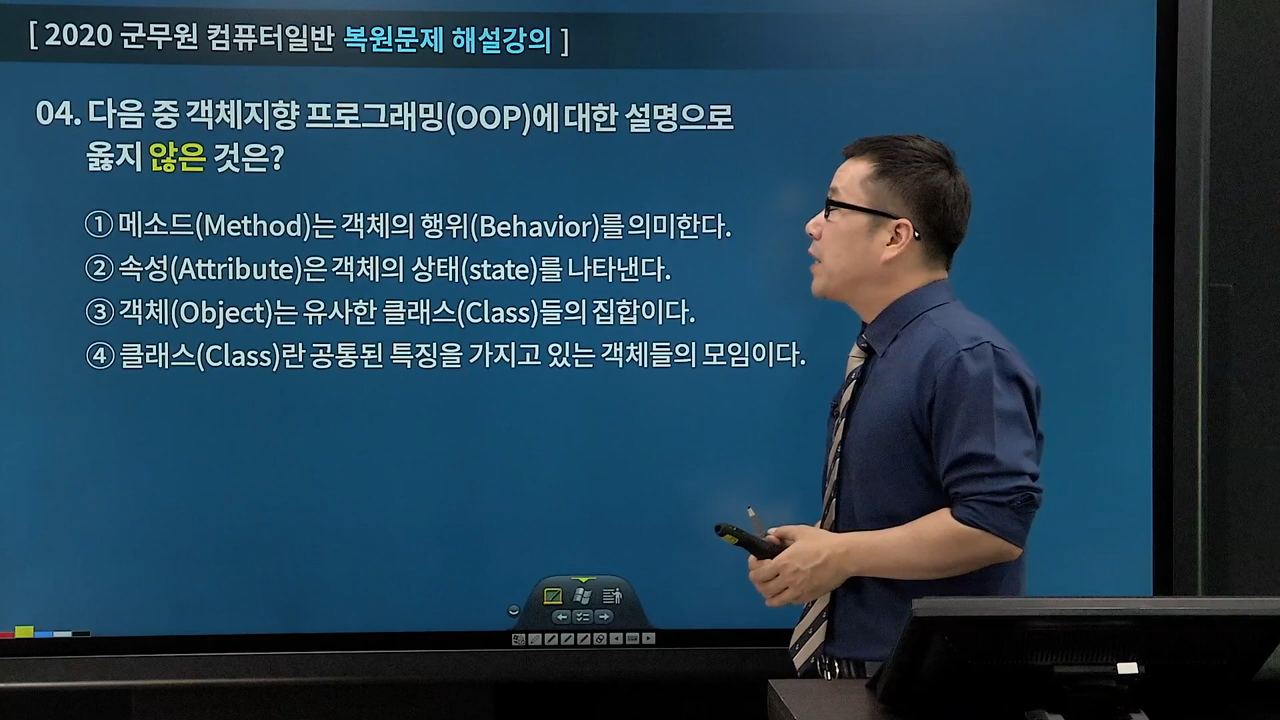 [ 2020 군무원 컴퓨터일반 복원문제 해설강의 ]
04. 다음 중 객체지향 프로그래밍(OOP)에 대한 설명으로
옳지 않은 것은?
① 메소드(Method)는 객체의 행위(Behavior)를 의미한다.
② 속성(Attribute)은 객체의 상태(state)를 나타낸다.
③ 객체(Object)는 유사한 클래스(Class)들의 집합이다.
④ 클래스(Class)란 공통된 특징을 가지고 있는 객체들의 모임이다.